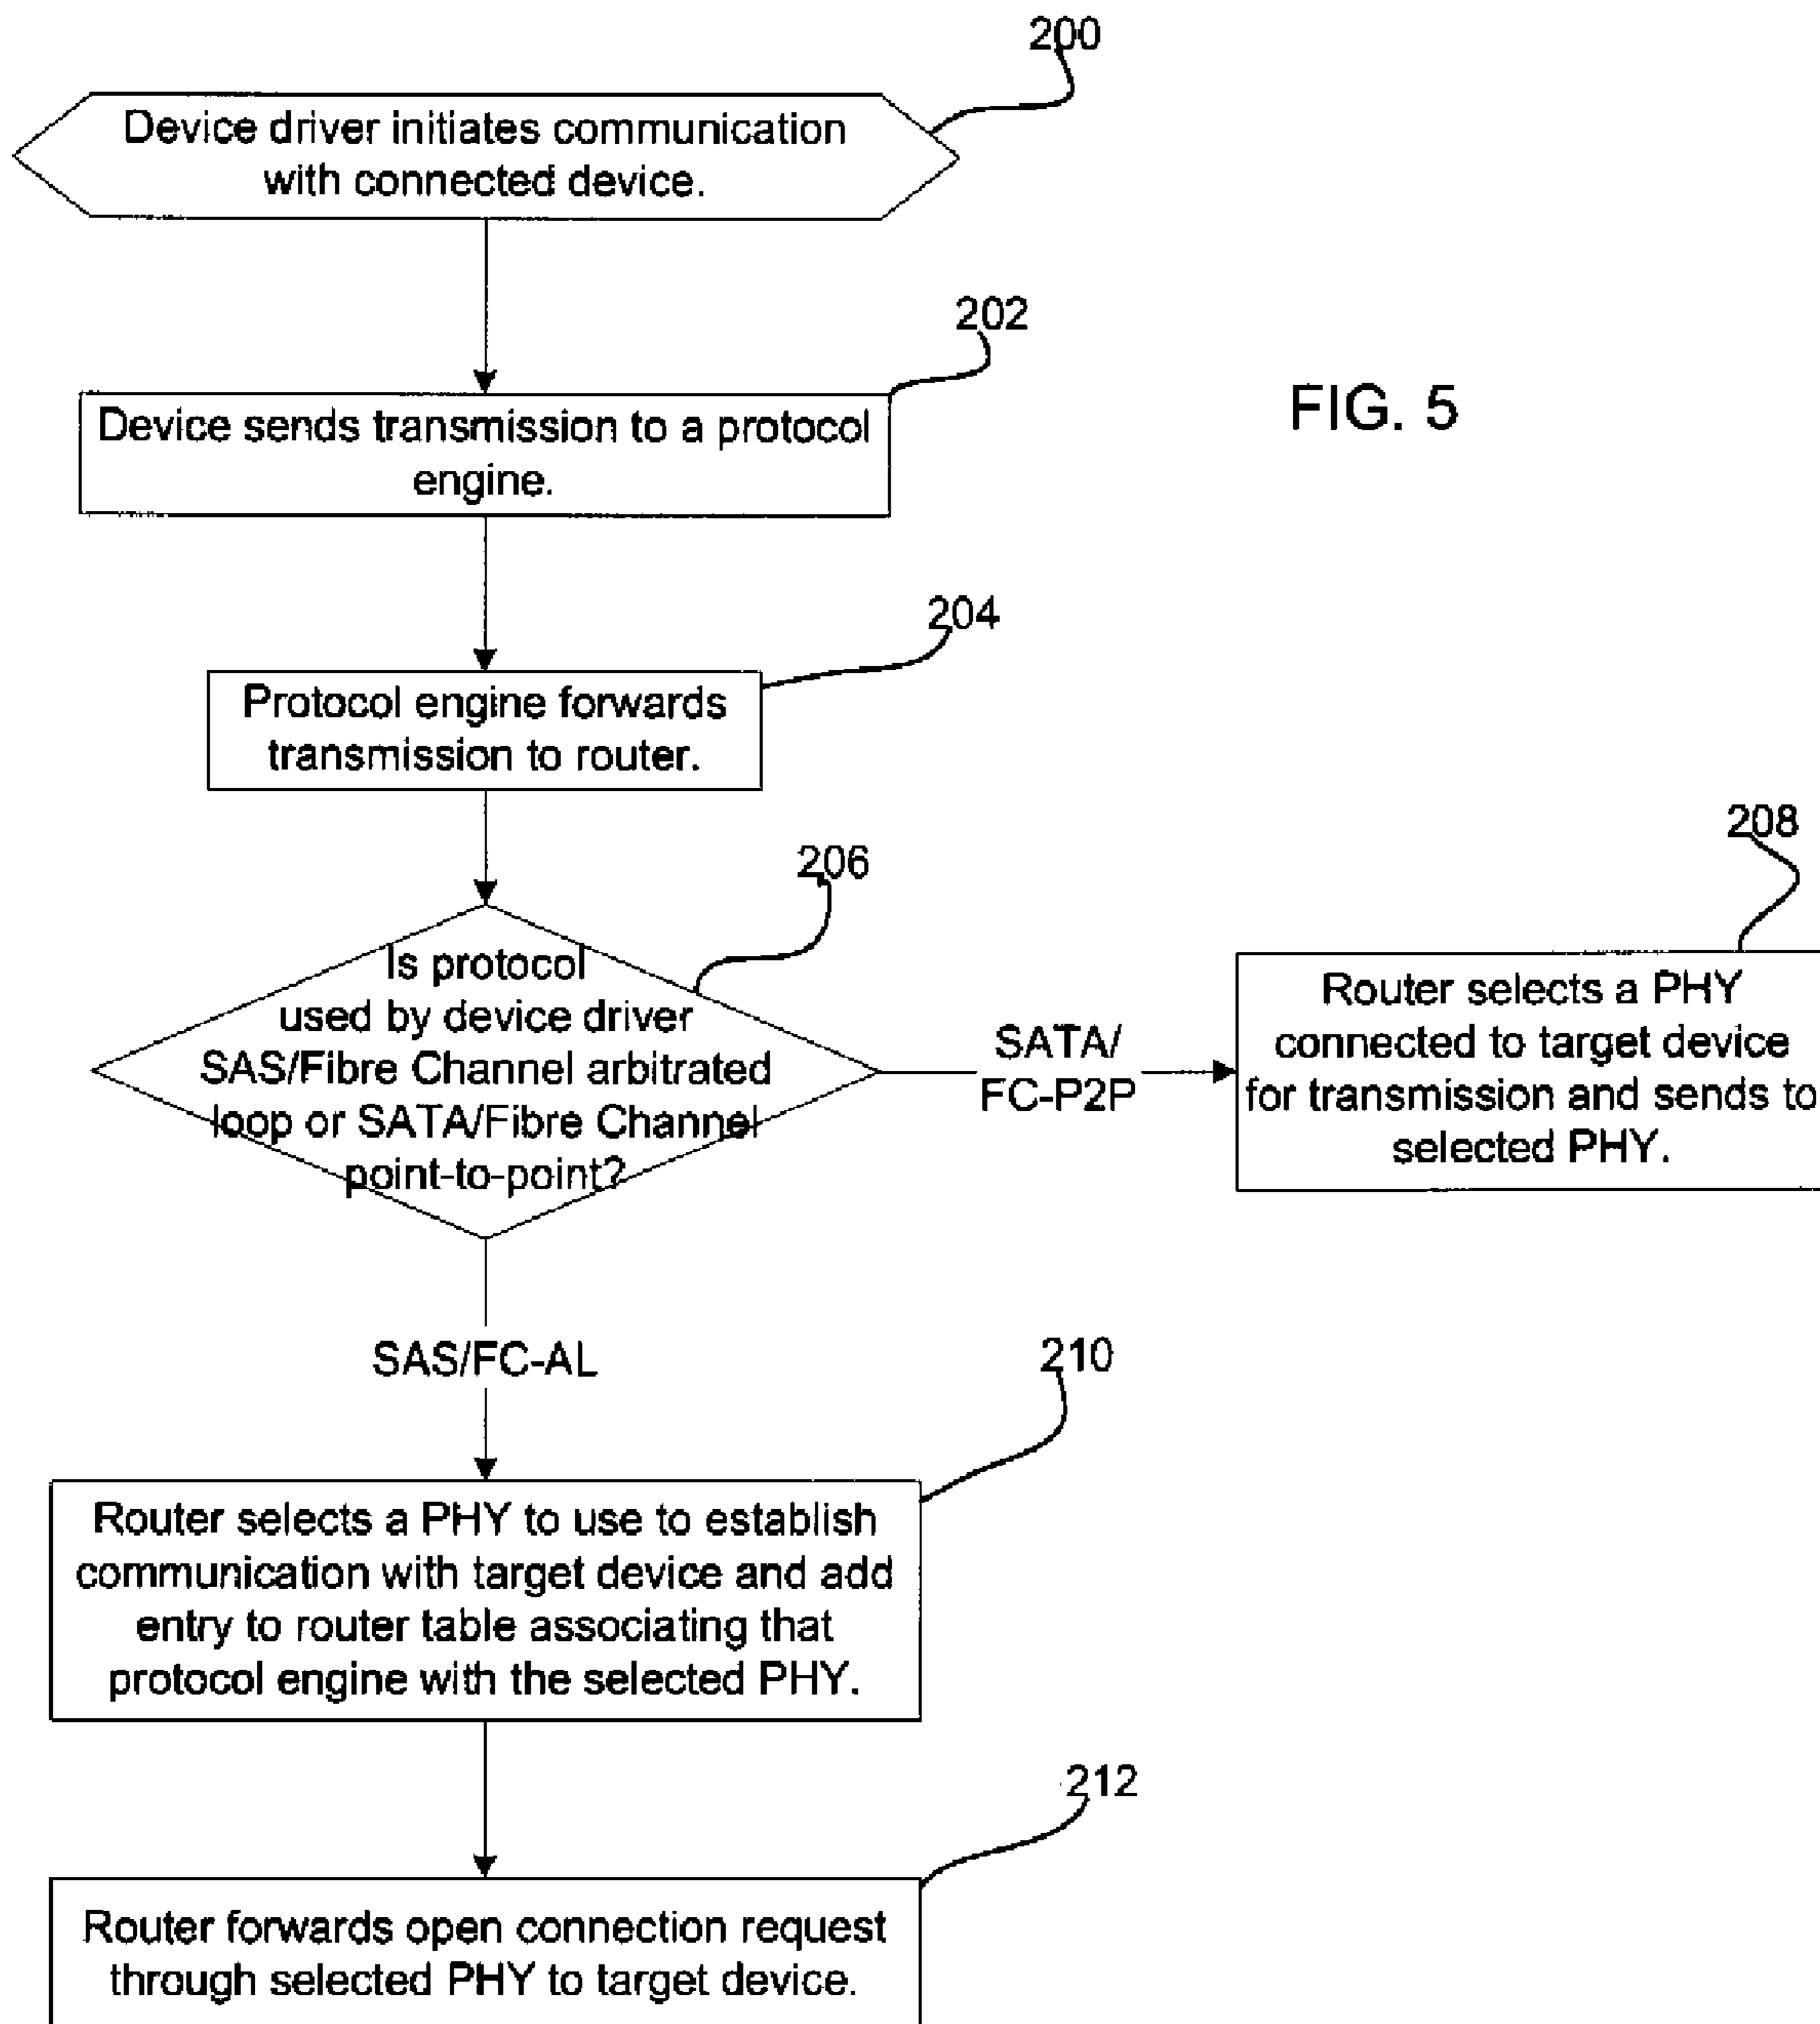 200
Device driver initiates communication
with connected device.
202
Device sends transmission to a protocol
engine.
FIG. 5
204
Protocol engine forwards
transmission to router.
206
Is protocol
used by device driver
SAS/Fibre Channel arbitrated
loop or SATA/Fibre Channel
point-to-point?
SATA/
FC-P2P
208
Router selects a PHY
connected to target device
for transmission and sends to
selected PHY.
SAS/FC-AL
210
Router selects a PHY to use to establish
communication with target device and add
entry to router table associating that
protocol engine with the selected PHY.
212
Router forwards open connection request
through selected PHY to target device.